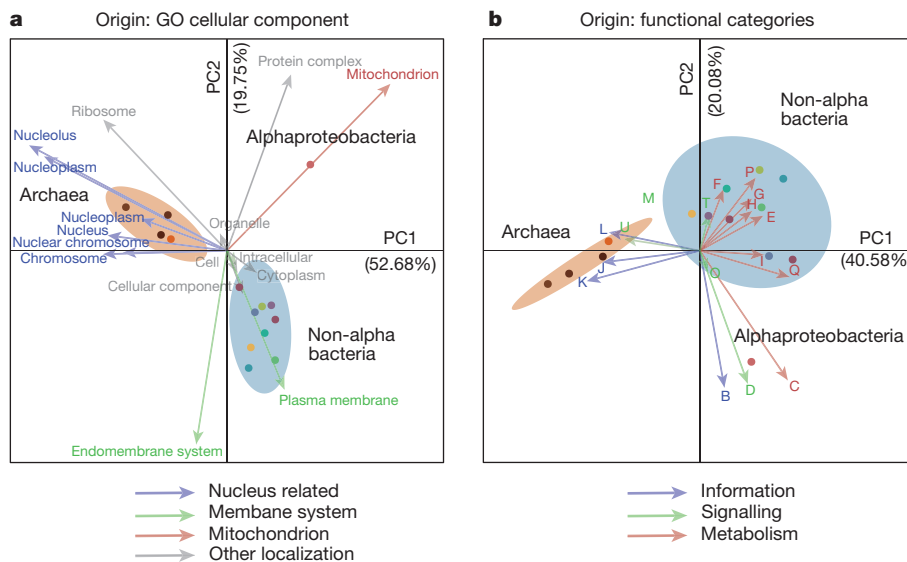 a
Origin: GO cellular component
PC2
(19.75%)
Protein complex
Mitochondrion
Ribosome
Nucleolus
Alphaproteobacteria
Nucleoplasm
Archaea
Nucleoplasm
Organelle
Nucleus
PC1
Nuclear chromosome
Chromosome
Cell
Intracellular
(52.68%)
Cytoplasm
Cellular component
Non-alpha
bacteria
Plasma membrane
Endomembrane system
Nucleus related
Membane system
Mitochondrion
Other localization
b
Origin: functional categories
PC2
(20.08%)
Non-alpha
bacteria
P
F
M
G
T
H
E
Archaea
L
U
PC1
J
I
(40.58%)
K
O
Q
Alphaproteobacteria
B
D
C
Information
Signalling
Metabolism